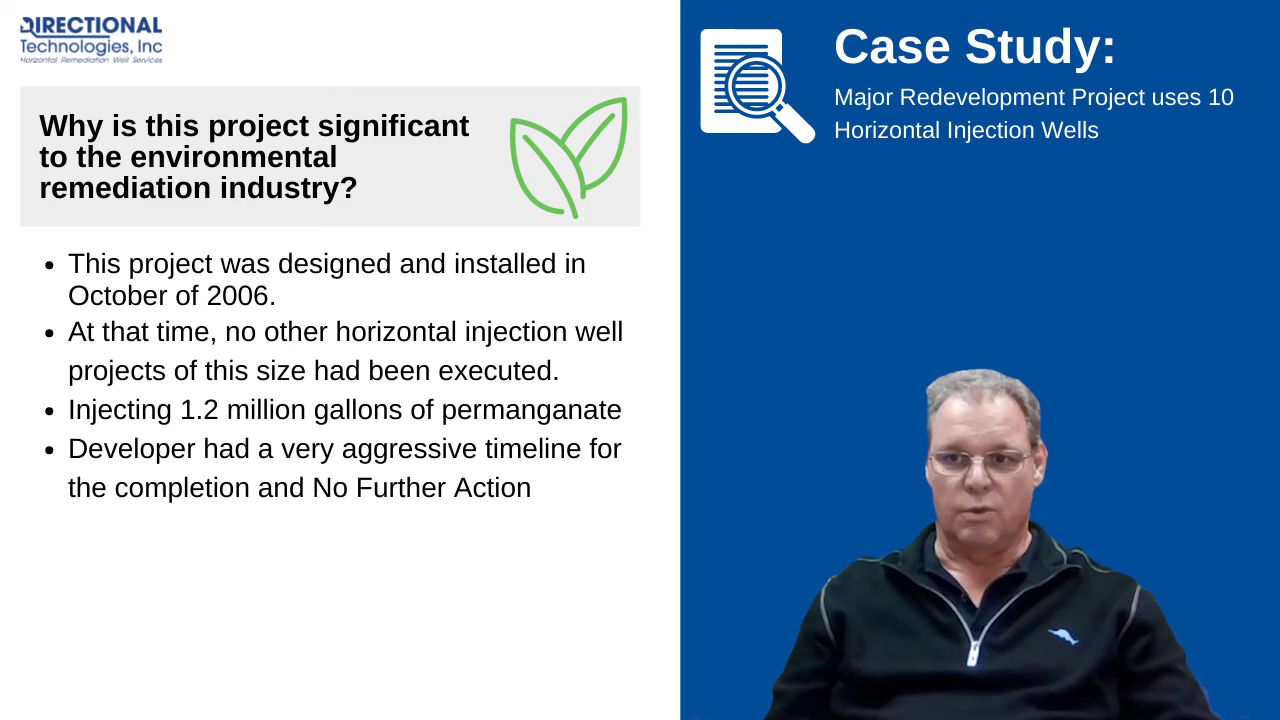 DIRECTIONAL
Technologies, Inc
Horizontal Remediation Well Services
Why is this project significant
to the environmental
remediation industry?
• This project was designed and installed in
October of 2006.
• At that time, no other horizontal injection well
projects of this size had been executed.
• Injecting 1.2 million gallons of permanganate
• Developer had a very aggressive timeline for
the completion and No Further Action
Case Study:
Major Redevelopment Project uses 10
Horizontal Injection Wells